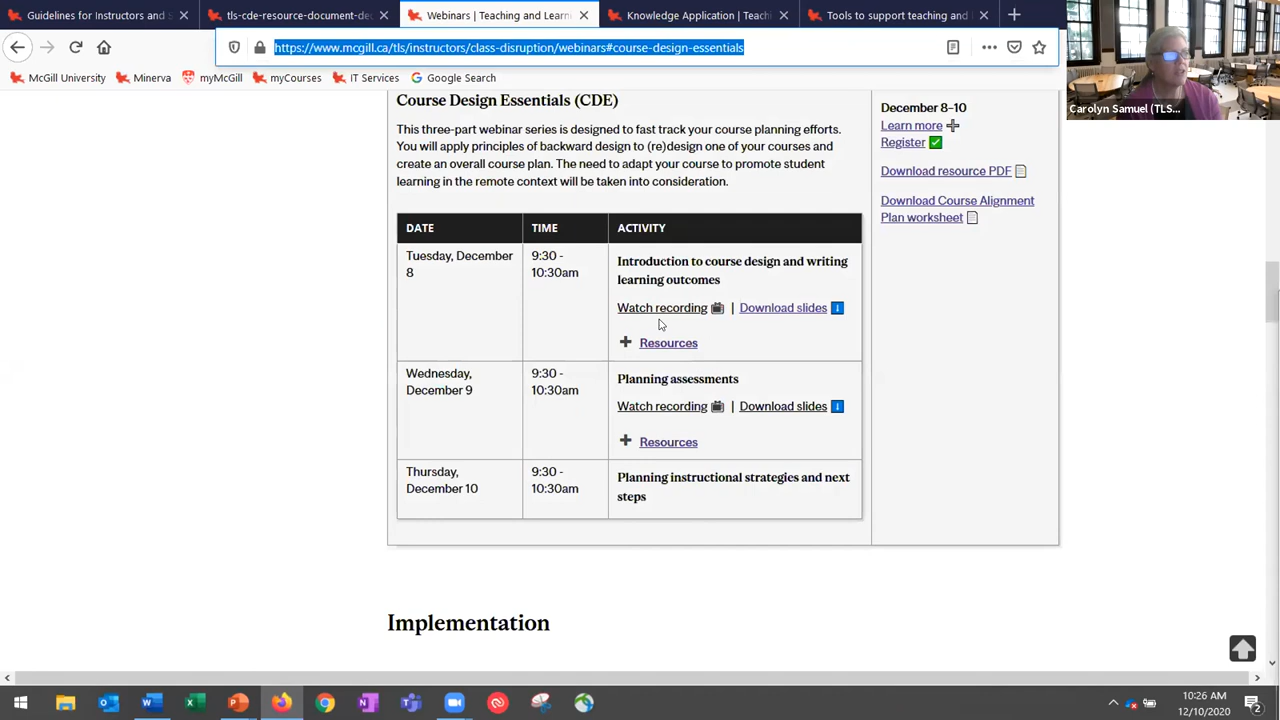 Guidelines for Instructors and S
tls-cde-resource-document-de
Webinars | Teaching and Learni
Knowledge Application | Teachi
Tools to support teaching and l
https://www.mcgill.ca/tls/instructors/class-disruption/webinars#course-design-essentials
McGill University
Minerva
myMcGill
myCourses
IT Services
Google Search
Carolyn Samuel (TLS...
Course Design Essentials (CDE)
This three-part webinar series is designed to fast track your course planning efforts.
You will apply principles of backward design to (re)design one of your courses and
create an overall course plan. The need to adapt your course to promote student
learning in the remote context will be taken into consideration.
December 8-10
Learn more
Register
Download resource PDF
Download Course Alignment
Plan worksheet
DATE TIME ACTIVITY
Tuesday, December
8
9:30 -
10:30am
Introduction to course design and writing
learning outcomes
Watch recording | Download slides
Resources
Wednesday,
December 9
9:30 -
10:30am
Planning assessments
Watch recording | Download slides
Resources
Thursday,
December 10
9:30 -
10:30am
Planning instructional strategies and next
steps
Implementation
10:26 AM
12/10/2020
2